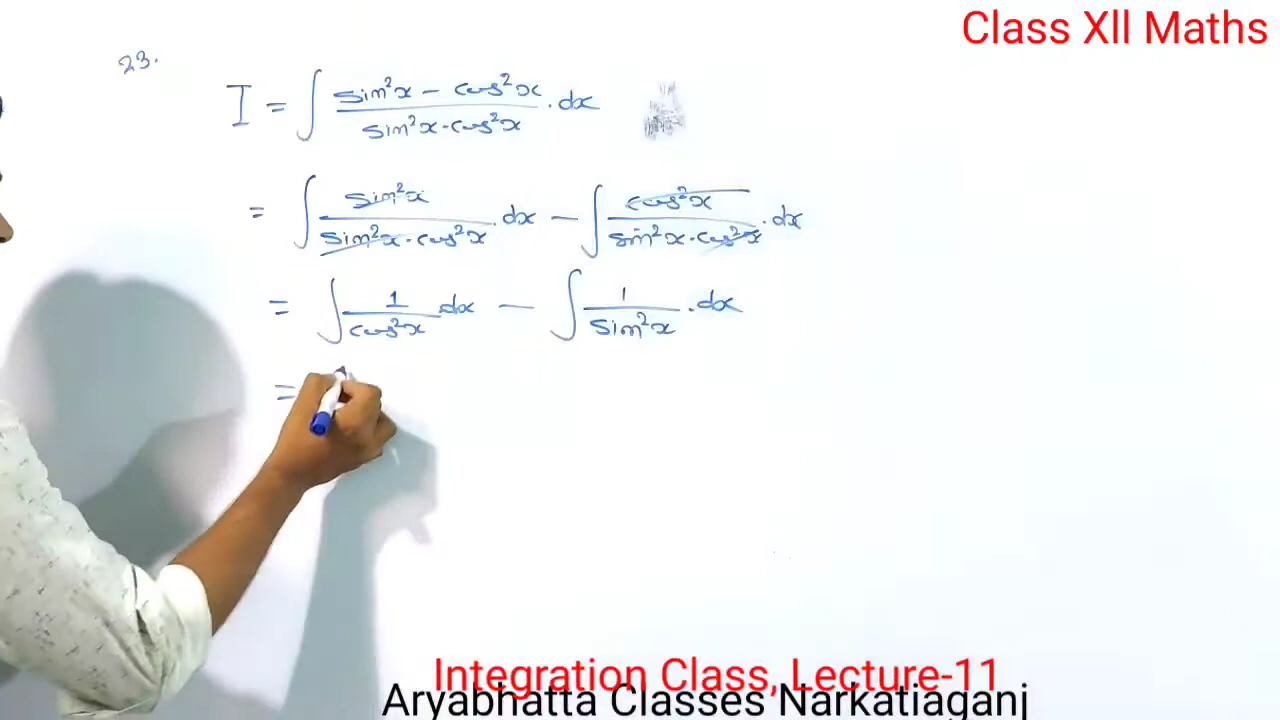 Class Xll Maths
23.
I = ∫ sin²x - cos²x / sin²x · cos²x · dx
= ∫ sin²x / sin²x · cos²x · dx - ∫ cos²x / sin²x · cos²x · dx
= ∫ 1 / cos²x · dx - ∫ 1 / sin²x · dx
=
Integration Class, Lecture-11
Aryabhatta Classes Narkatiaganj